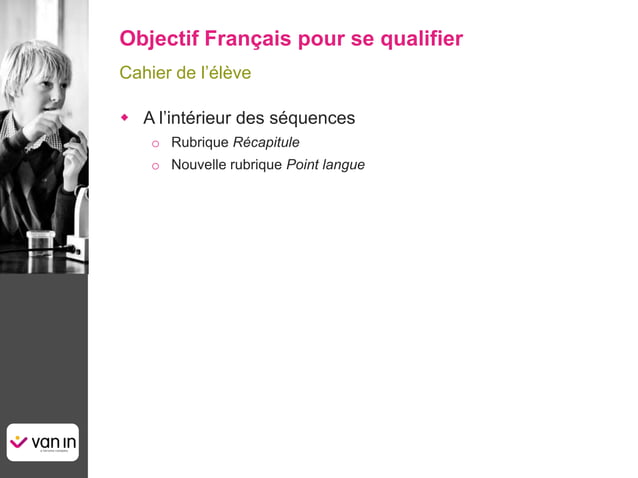 Objectif Français pour se qualifier
Cahier de l’élève
A l’intérieur des séquences
Rubrique Récapitule
Nouvelle rubrique Point langue
van in